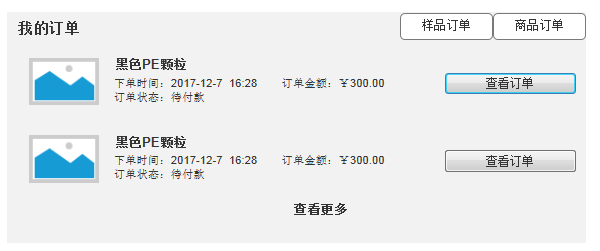 我的订单 样品订单 商品订单
黑色PE颗粒
下单时间：2017-12-7 16:28 订单金额：￥300.00 查看订单
订单状态：待付款
黑色PE颗粒
下单时间：2017-12-7 16:28 订单金额：￥300.00 查看订单
订单状态：待付款
查看更多